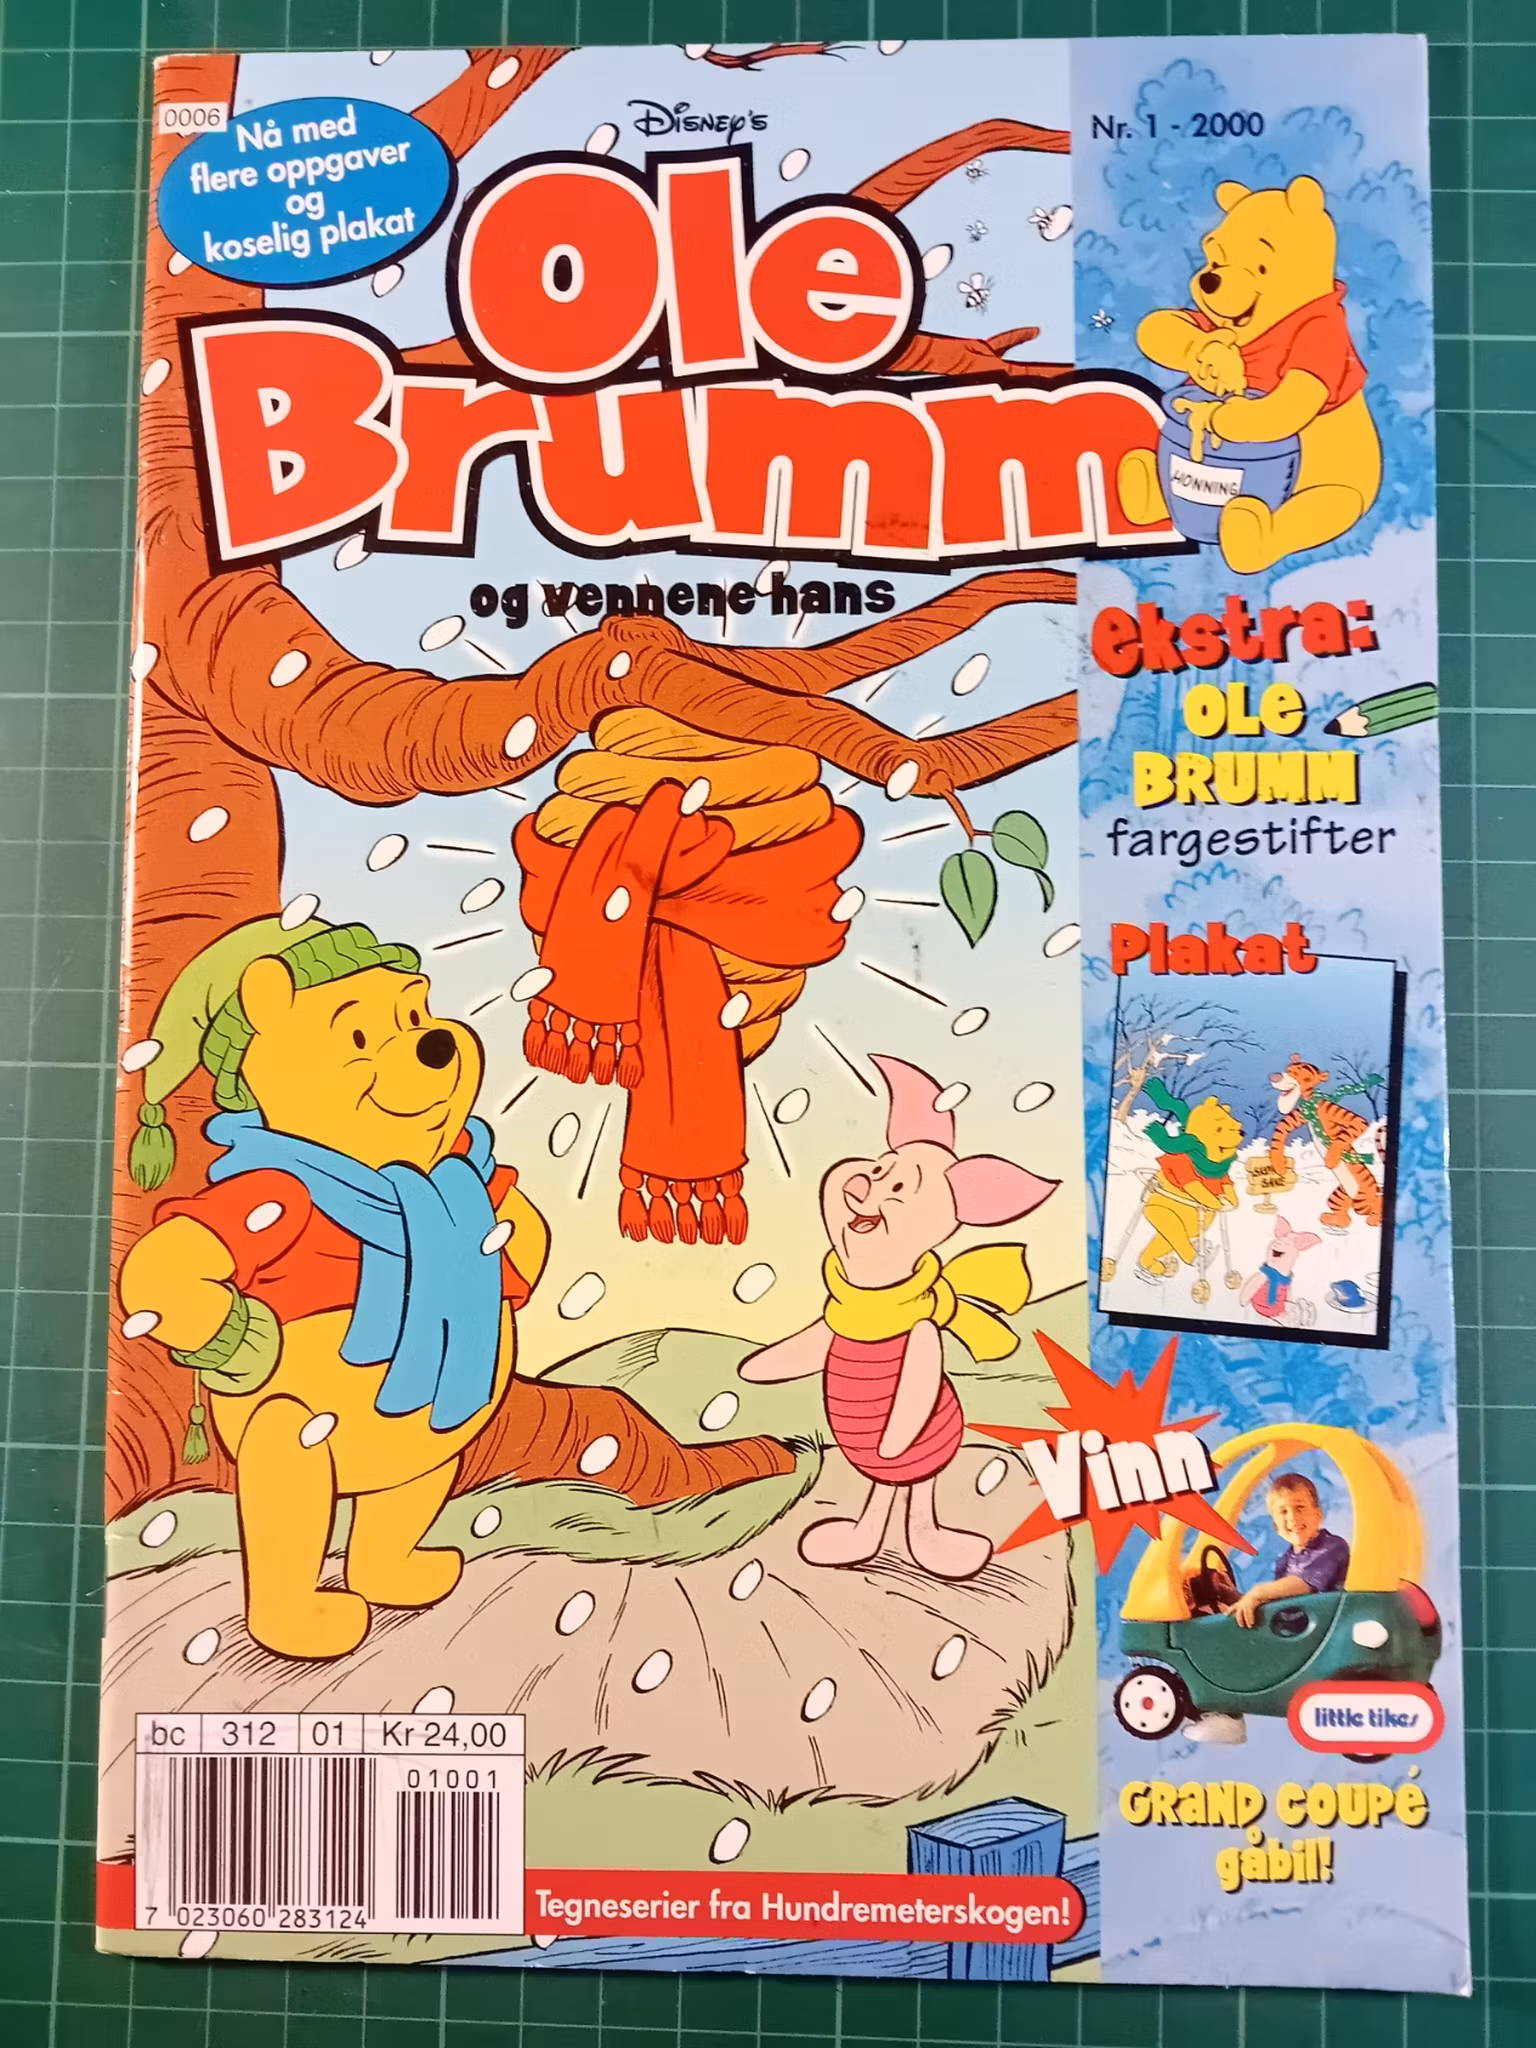 0006
Nå med
flere oppgaver
og
koselig plakat
Disney's
Nr. 1 - 2000
Ole
Brumm
og vennene hans
HONNING
ekstra:
OLE
BRUMM
fargestifter
Plakat
Vinn
little tikes
GRAND COUPÉ
gåbil!
bc 312 01 Kr 24,00
01001
7 023060 283124
Tegneserier fra Hundremeterskogen!